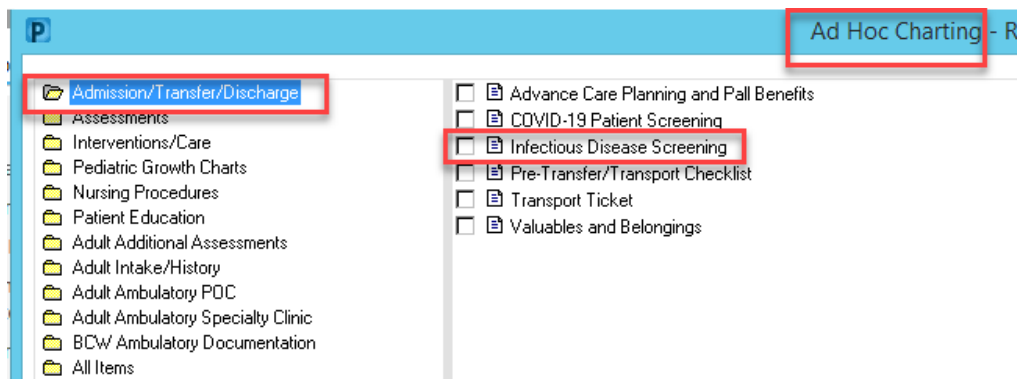 P
Ad Hoc Charting - R
Admission/Transfer/Discharge
Assessments
Interventions/Care
Pediatric Growth Charts
Nursing Procedures
Patient Education
Adult Additional Assessments
Adult Intake/History
Adult Ambulatory POC
Adult Ambulatory Specialty Clinic
BCW Ambulatory Documentation
All Items
Advance Care Planning and Pall Benefits
COVID-19 Patient Screening
Infectious Disease Screening
Pre-Transfer/Transport Checklist
Transport Ticket
Valuables and Belongings